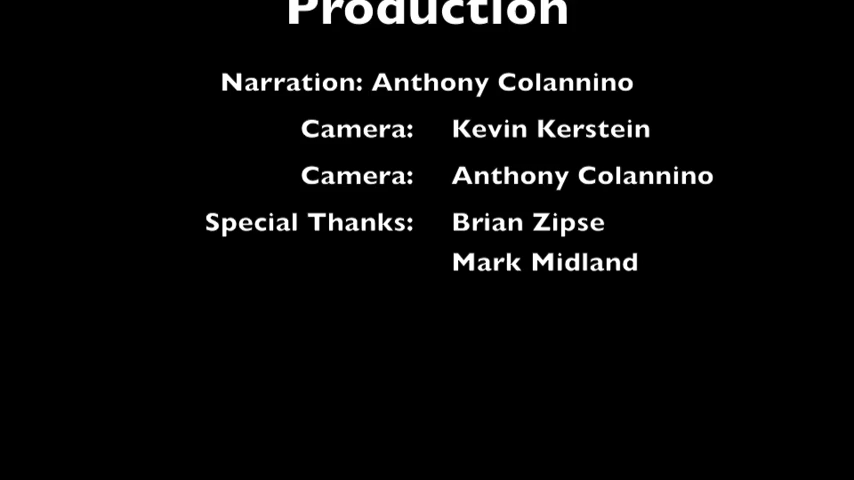 Production
Narration: Anthony Colannino
Camera: Kevin Kerstein
Camera: Anthony Colannino
Special Thanks: Brian Zipse
Mark Midland